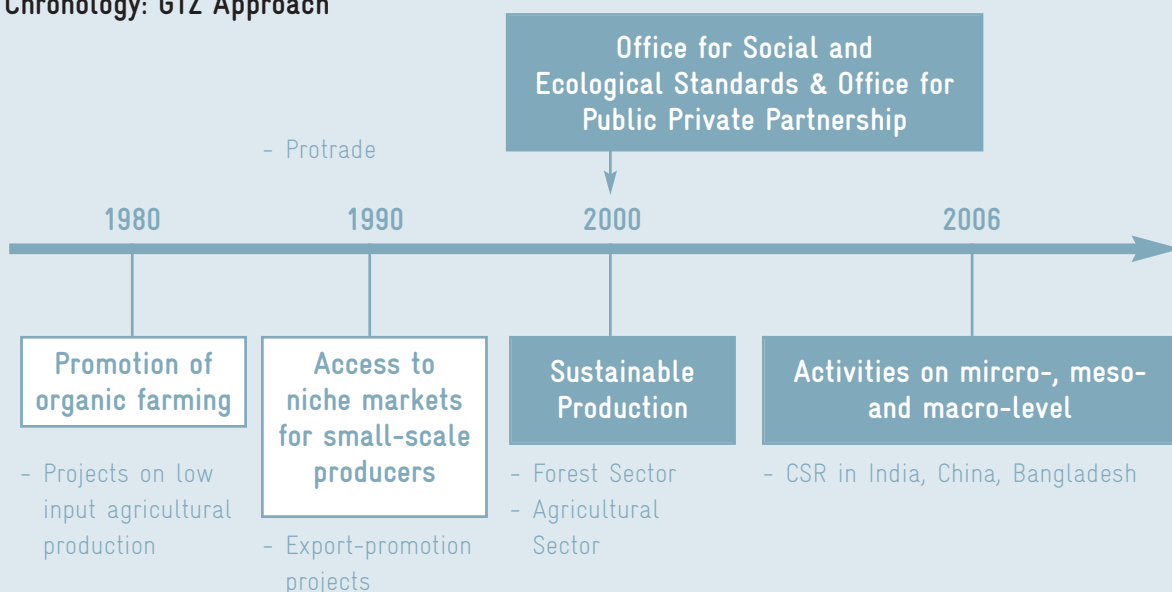 Chronology: GTZ Approach
Office for Social and
Ecological Standards & Office for
Public Private Partnership
- Protrade
1980
1990
2000
2006
Promotion of
organic farming
- Projects on low
input agricultural
production
Access to
niche markets
for small-scale
producers
- Export-promotion
projects
Sustainable
Production
- Forest Sector
- Agricultural
Sector
Activities on mircro-, meso-
and macro-level
- CSR in India, China, Bangladesh